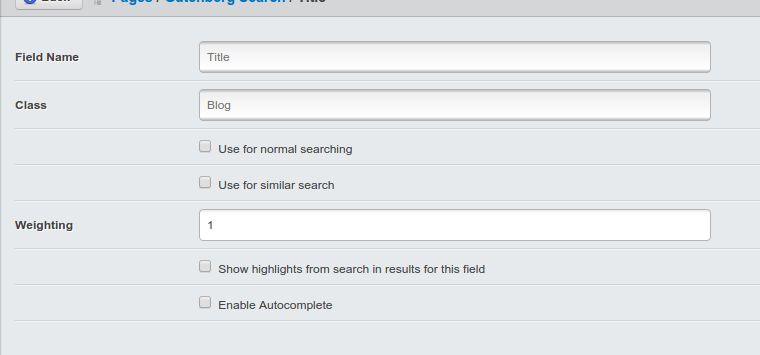 Back Pages / Gutenberg Search / Title
Field Name Title
Class Blog
Use for normal searching
Use for similar search
Weighting 1
Show highlights from search in results for this field
Enable Autocomplete